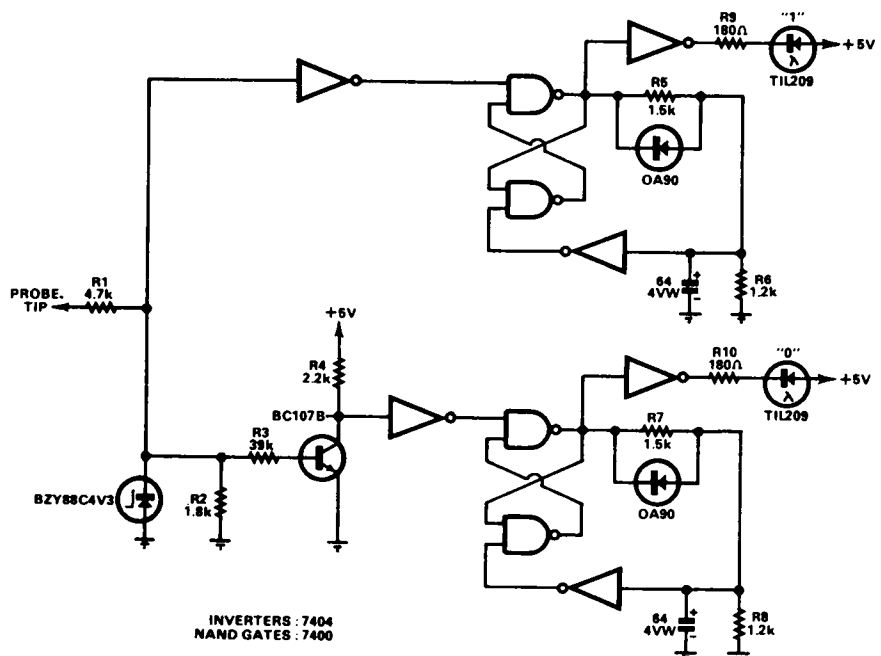 R9
180Ω
"1"
+5V
TIL209
R5
1.5k
OA90
R1
4.7k
PROBE.
TIP
64
4VW
+
-
R6
1.2k
+5V
R4
2.2k
BC107B
R10
180Ω
"0"
+5V
TIL209
R3
39k
R7
1.5k
OA90
BZY88C4V3
R2
1.8k
64
4VW
+
-
R8
1.2k
INVERTERS : 7404
NAND GATES : 7400
λ
λ